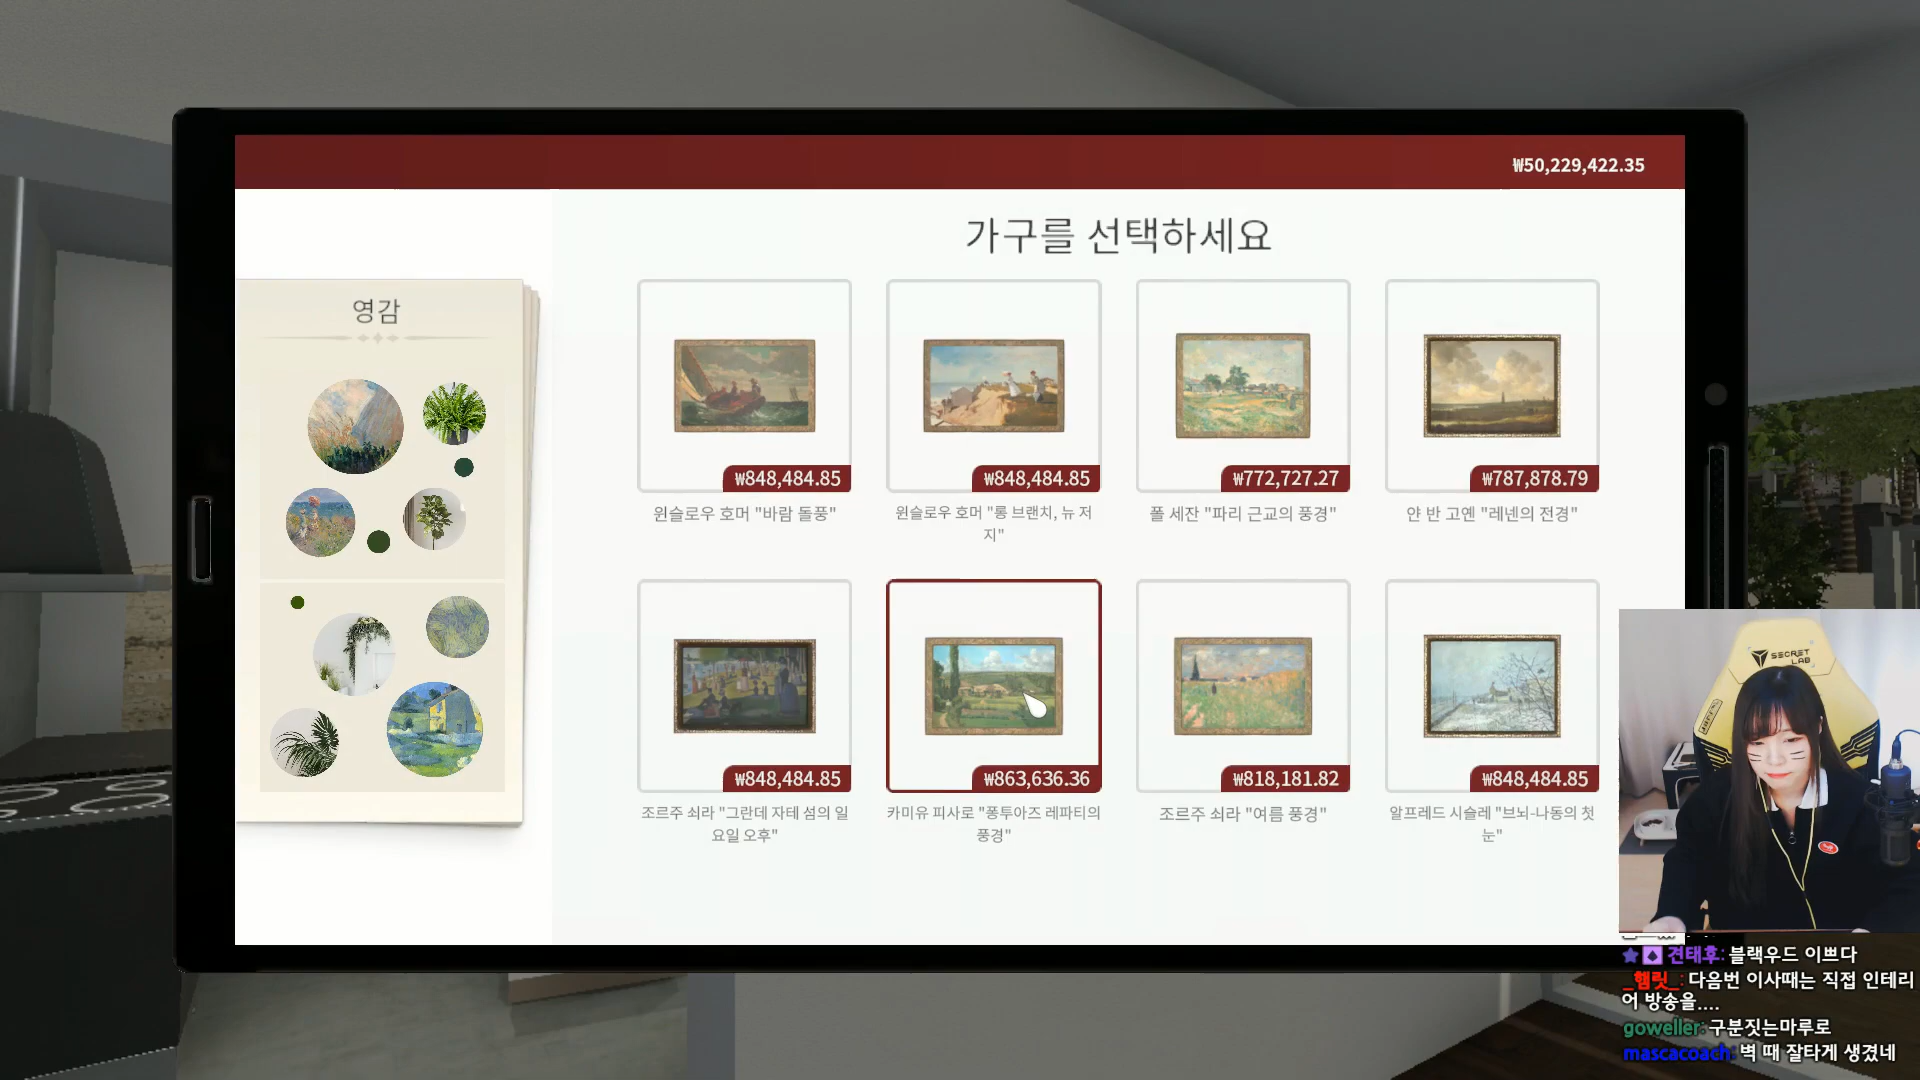 ₩50,229,422.35
가구를 선택하세요
영감
₩848,484.85
윈슬로우 호머 "바람 돌풍"
₩848,484.85
윈슬로우 호머 "롱 브랜치, 뉴 저
지"
₩772,727.27
폴 세잔 "파리 근교의 풍경"
₩787,878.79
얀 반 고옌 "레넨의 전경"
₩848,484.85
조르주 쇠라 "그란데 자테 섬의 일
요일 오후"
₩863,636.36
카미유 피사로 "퐁투아즈 레파티의
풍경"
₩818,181.82
조르주 쇠라 "여름 풍경"
₩848,484.85
알프레드 시슬레 "브뇌-나동의 첫
눈"
SECRET
LAB
견태후: 블랙우드 이쁘다
_햄릿_: 다음번 이사때는 직접 인테리
어 방송을....
goweller: 구분짓는마루로
mascacoach: 벽 때 잘타게 생겼네